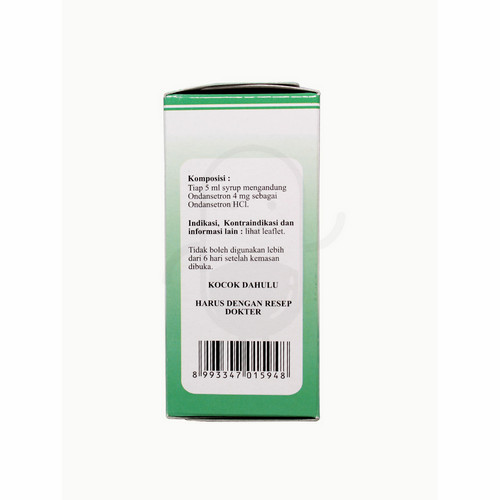 Komposisi :
Tiap 5 ml syrup mengandung
Ondansetron 4 mg sebagai
Ondansetron HCl.
Indikasi, Kontraindikasi dan
informasi lain : lihat leaflet.
Tidak boleh digunakan lebih
dari 6 hari setelah kemasan
dibuka.
KOCOK DAHULU
HARUS DENGAN RESEP
DOKTER
8 993347 015948